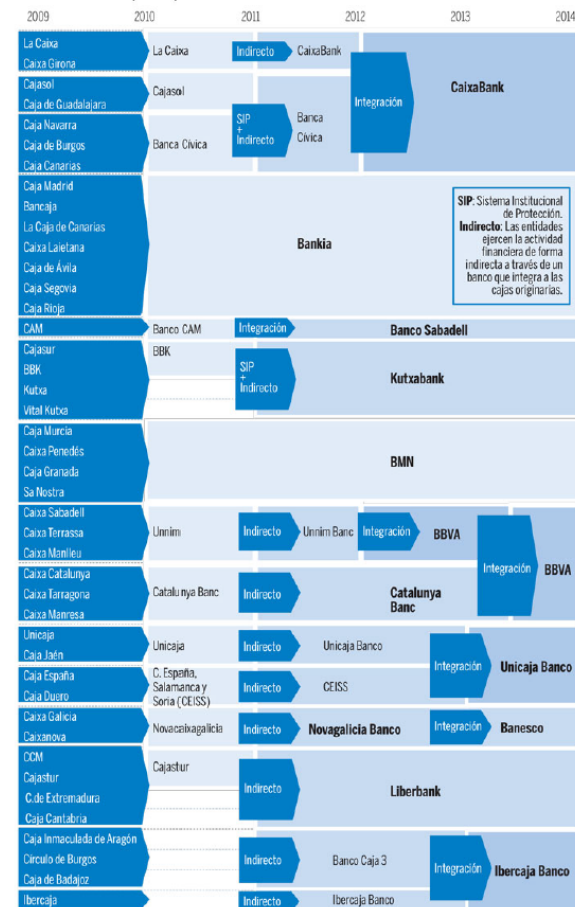 2009 2010 2011 2012 2013 2014
La Caixa
Caixa Girona
La Caixa
Indirecto
CaixaBank
Cajasol
Caja de Guadalajara
Cajasol
Caja Navarra
Caja de Burgos
Caja Canarias
Banca Cívica
SIP
+
Indirecto
Banca
Cívica
Integración
CaixaBank
Caja Madrid
Bancaja
La Caja de Canarias
Caixa Laietana
Caja de Ávila
Caja Segovia
Caja Rioja
Bankia
SIP: Sistema Institucional
de Protección.
Indirecto: Las entidades
ejercen la actividad
financiera de forma
indirecta a través de un
banco que integra a las
cajas originarias.
CAM
Banco CAM
Integración
Banco Sabadell
Cajasur
BBK
Kutxa
Vital Kutxa
BBK
SIP
+
Indirecto
Kutxabank
Caja Murcia
Caixa Penedés
Caja Granada
Sa Nostra
BMN
Caixa Sabadell
Caixa Terrassa
Caixa Manlleu
Unnim
Indirecto
Unnim Banc
Integración
BBVA
Caixa Catalunya
Caixa Tarragona
Caixa Manresa
Catalunya Banc
Indirecto
Catalunya
Banc
Integración
BBVA
Unicaja
Caja Jaén
Unicaja
Indirecto
Unicaja Banco
Caja España
Caja Duero
C. España,
Salamanca y
Soria (CEISS)
Indirecto
CEISS
Integración
Unicaja Banco
Caixa Galicia
Caixanova
Novacaixagalicia
Indirecto
Novagalicia Banco
Integración
Banesco
CCM
Cajastur
C.de Extremadura
Caja Cantabria
Cajastur
Indirecto
Liberbank
Caja Inmaculada de Aragón
Círculo de Burgos
Caja de Badajoz
Indirecto
Banco Caja 3
Integración
Ibercaja Banco
Ibercaja
Indirecto
Ibercaja Banco